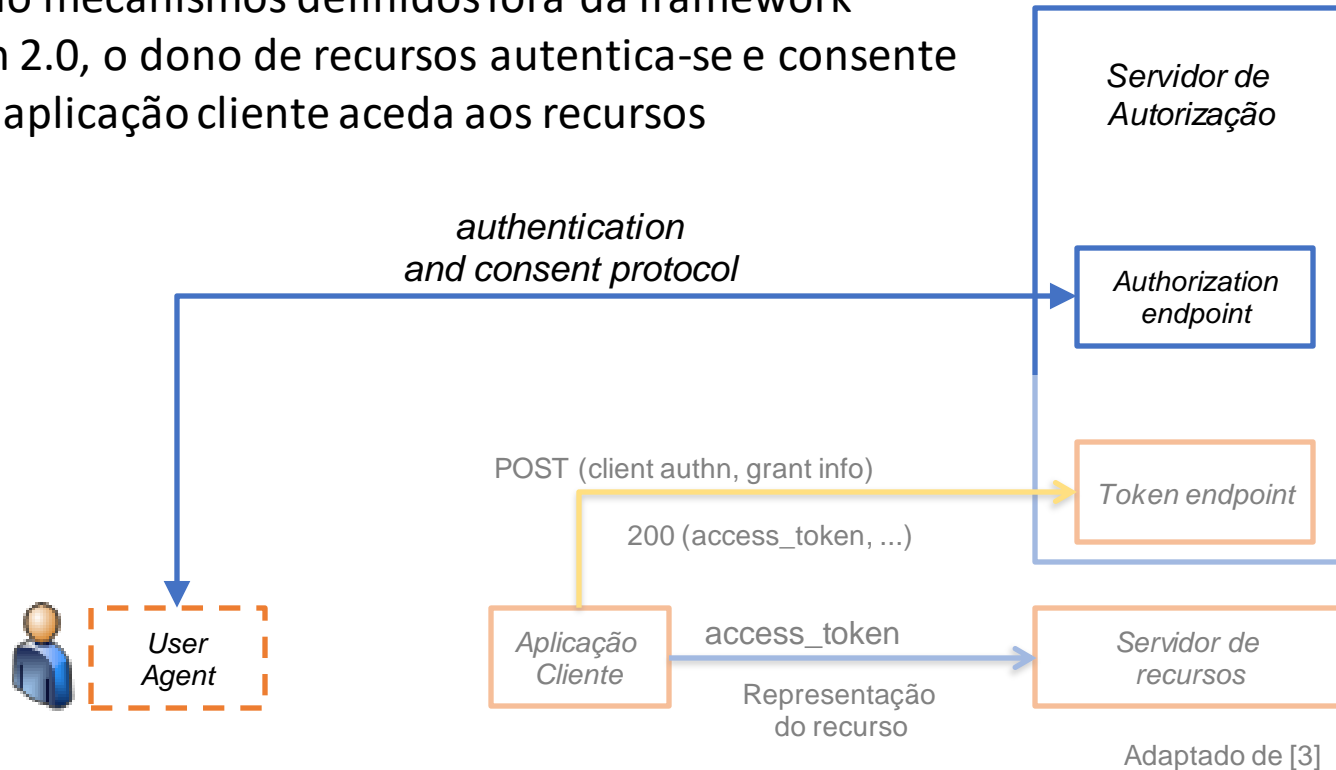 mecanismos definidos fora da framework
2.0, o dono de recursos autentica-se e consente
aplicação cliente aceda aos recursos
Servidor de
Autorização
authentication
and consent protocol
Authorization
endpoint
POST (client authn, grant info)
Token endpoint
200 (access_token, ...)
User
Agent
Aplicação
Cliente
access_token
Servidor de
recursos
Representação
do recurso
Adaptado de [3]